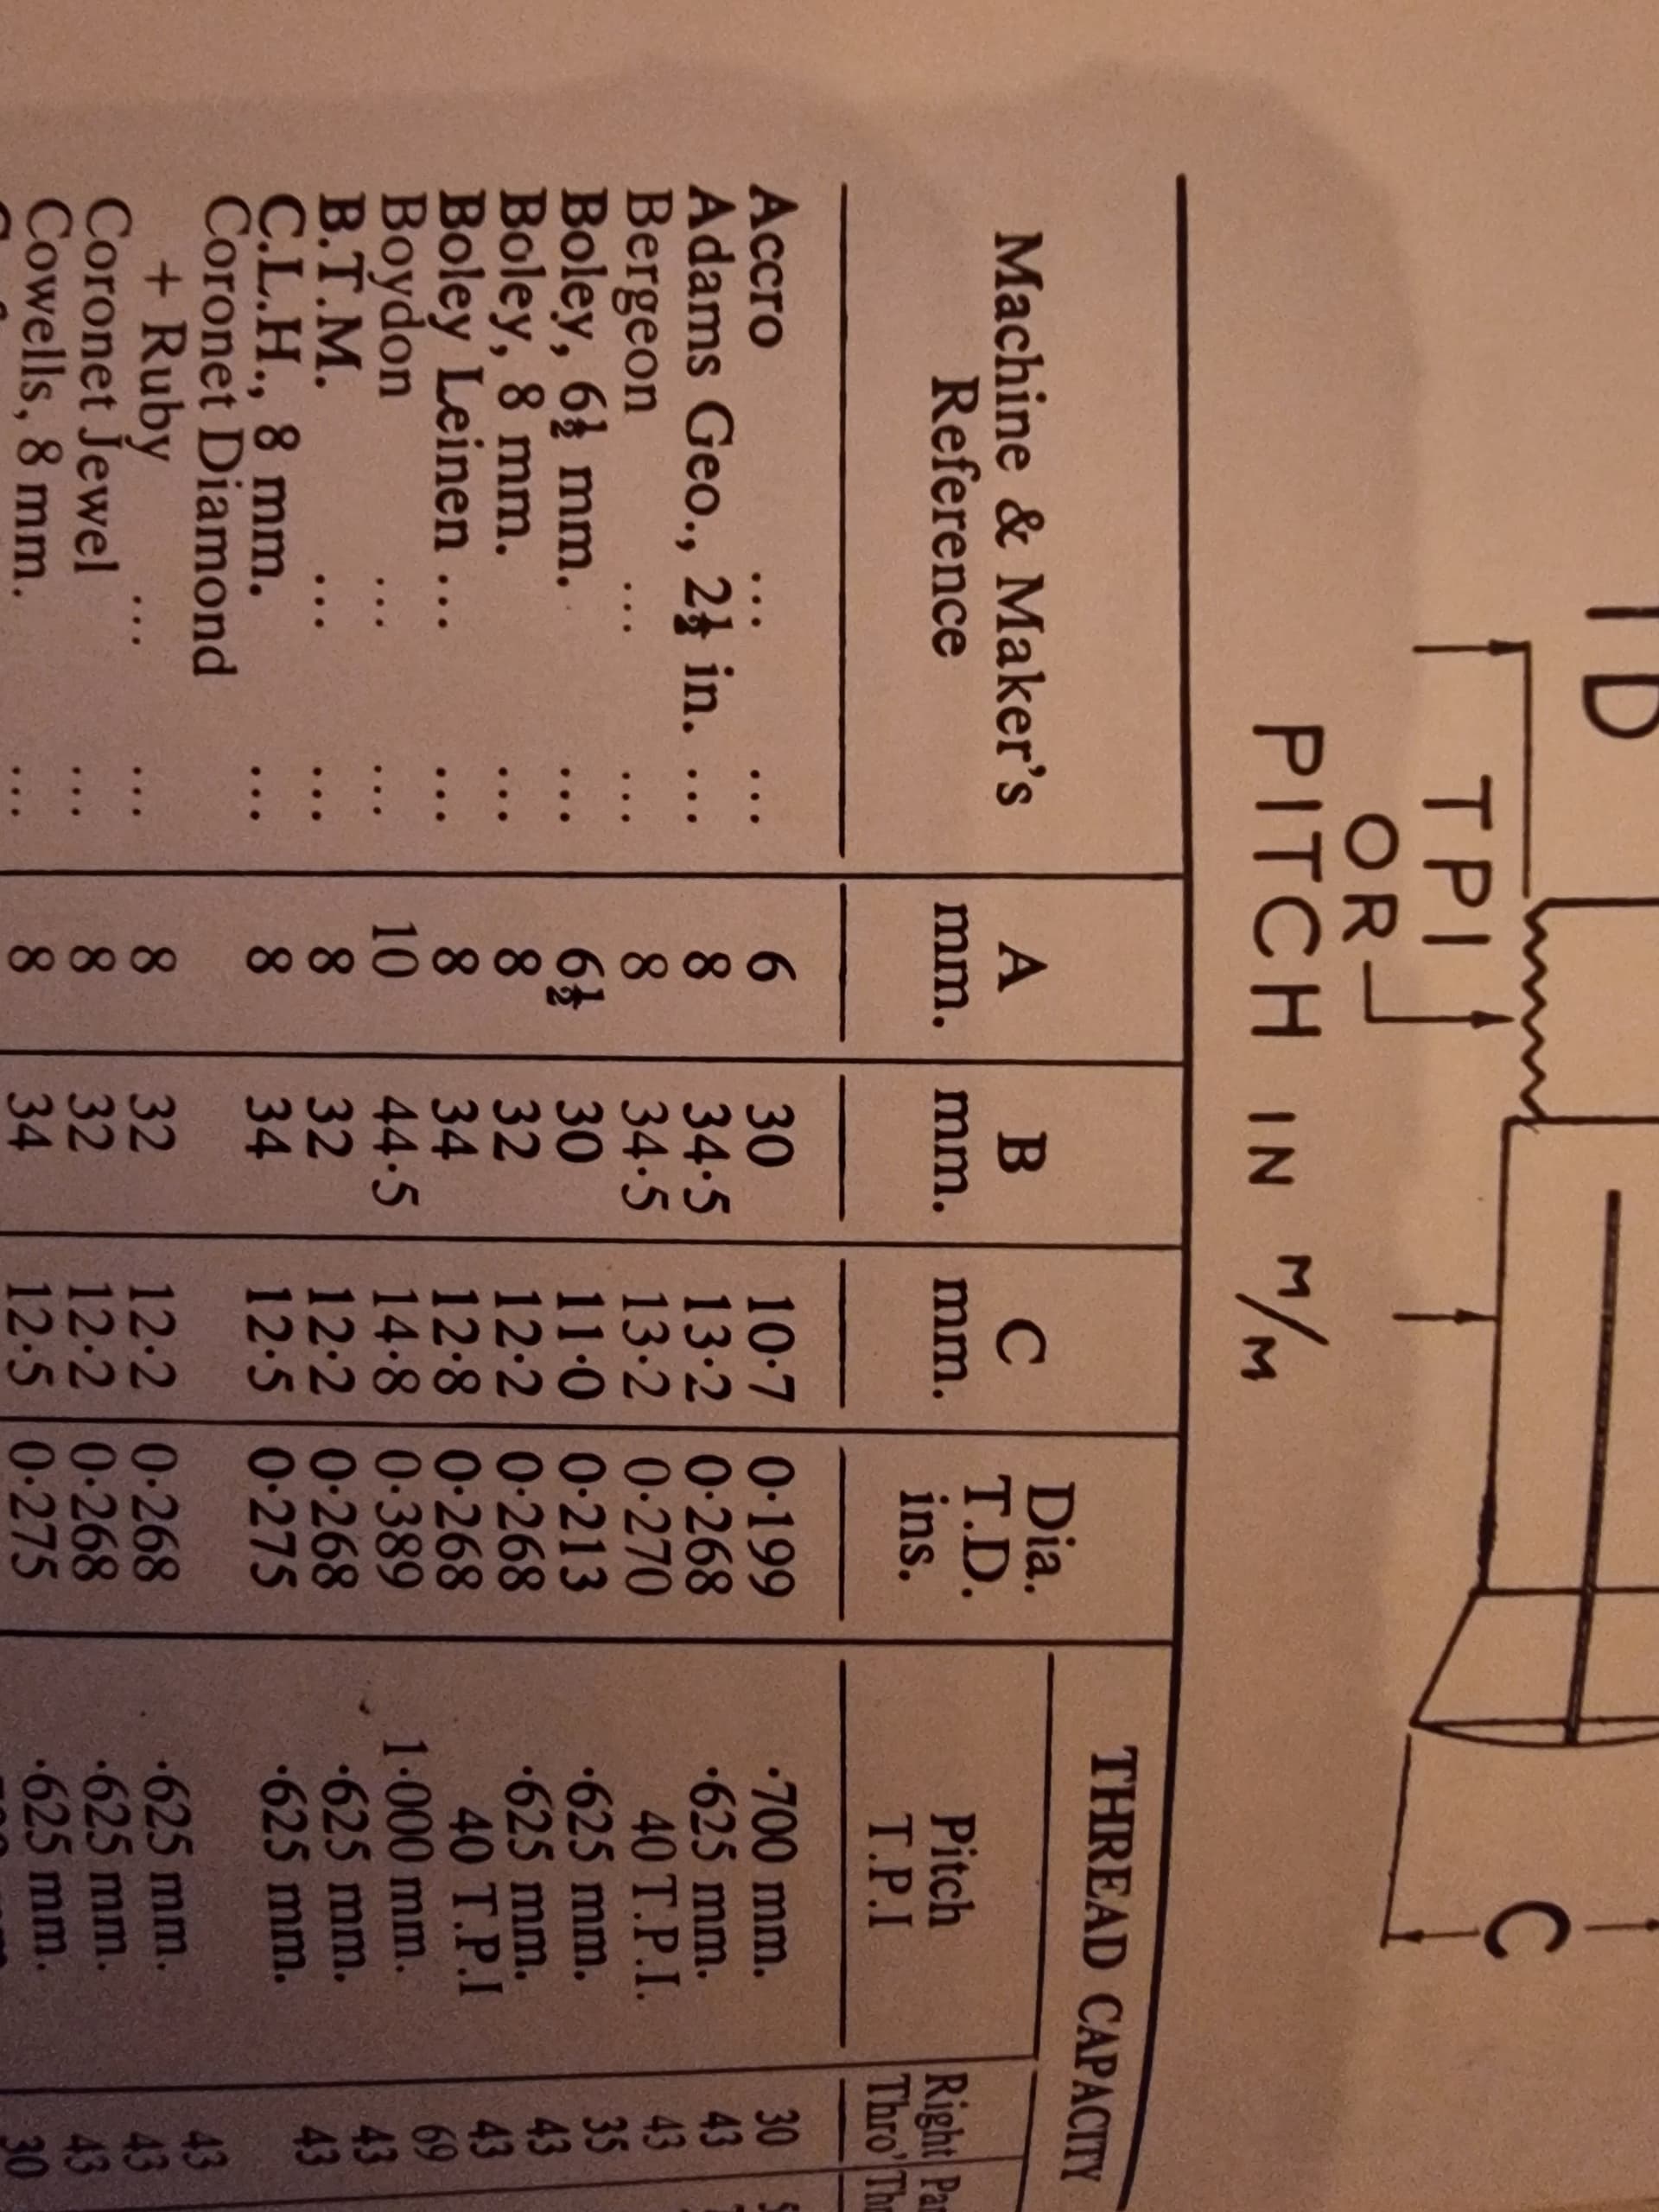 T D
TPI
OR
PITCH IN M/M
C
Machine & Maker's Reference
A mm.
B mm.
C mm.
Dia. T.D. ins.
THREAD CAPACITY
Pitch T.P.I
Right Thro'
Accro ... ... 6 30 10·7 0·199 ·700 mm. 30
Adams Geo., 2½ in. ... 8 34·5 13·2 0·268 ·625 mm. 43
Bergeon ... ... 8 34·5 13·2 0·270 40 T.P.I. 43
Boley, 6½ mm. ... 6½ 30 11·0 0·213 ·625 mm. 35
Boley, 8 mm. ... 8 32 12·2 0·268 ·625 mm. 43
Boley Leinen ... ... 8 34 12·8 0·268 40 T.P.I 43
Boydon ... ... 10 44·5 14·8 0·389 1·000 mm. 69
B.T.M. ... ... 8 32 12·2 0·268 ·625 mm. 43
C.L.H., 8 mm. ... 8 34 12·5 0·275 ·625 mm. 43
Coronet Diamond
+ Ruby ... ... 8 32 12·2 0·268 ·625 mm. 43
Coronet Jewel ... 8 32 12·2 0·268 ·625 mm. 43
Cowells, 8 mm. ... 8 34 12·5 0·275 ·625 mm. 43
30